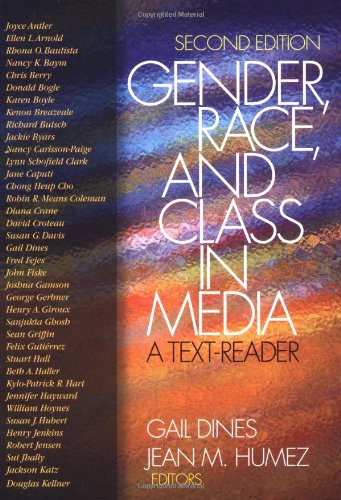 Joyce Antler
Ellen L. Arnold
Rhona O. Bautista
Nancy K. Baym
Chris Berry
Donald Bogle
Karen Boyle
Kenon Breazeale
Richard Butsch
Jackie Byars
Nancy Carlsson-Paige
Lynn Schofield Clark
Jane Caputi
Chong Heup Cho
Robin R. Means Coleman
Diana Crane
David Croteau
Susan G. Davis
Gail Dines
Fred Fejes
John Fiske
Joshua Gamson
George Gerbner
Henry A. Giroux
Sanjukta Ghosh
Sean Griffin
Felix Gutiérrez
Stuart Hall
Beth A. Haller
Kylo-Patrick R. Hart
Jennifer Hayward
William Hoynes
Susan J. Hubert
Henry Jenkins
Robert Jensen
Sut Jhally
Jackson Katz
Douglas Kellner
SECOND EDITION
GENDER,
RACE,
AND
CLASS
IN
MEDIA
A TEXT-READER
GAIL DINES
JEAN M. HUMEZ
EDITORS